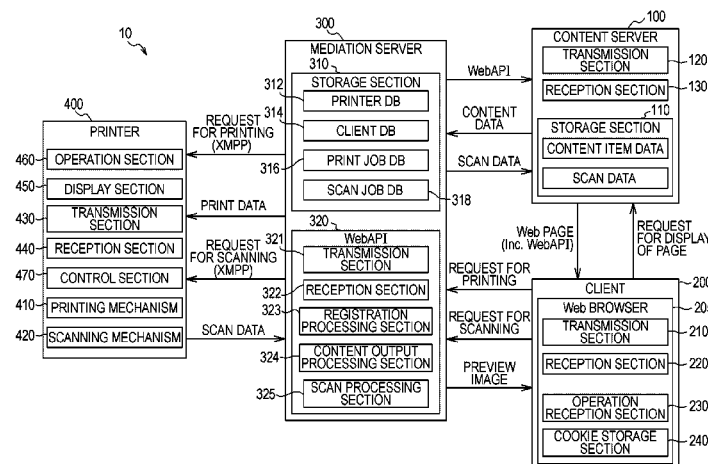 10
400
PRINTER
460
OPERATION SECTION
450
DISPLAY SECTION
430
TRANSMISSION
SECTION
440
RECEPTION SECTION
470
CONTROL SECTION
410
PRINTING MECHANISM
420
SCANNING MECHANISM
REQUEST
FOR PRINTING
(XMPP)
PRINT DATA
REQUEST
FOR SCANNING
(XMPP)
SCAN DATA
300
MEDIATION SERVER
310
STORAGE SECTION
312
PRINTER DB
314
CLIENT DB
316
PRINT JOB DB
SCAN JOB DB
318
320
WebAPI
321
TRANSMISSION
SECTION
322
RECEPTION SECTION
323
REGISTRATION
PROCESSING SECTION
324
CONTENT OUTPUT
PROCESSING SECTION
325
SCAN PROCESSING
SECTION
WebAPI
CONTENT
DATA
SCAN DATA
REQUEST FOR
PRINTING
REQUEST FOR
SCANNING
PREVIEW
IMAGE
100
CONTENT SERVER
TRANSMISSION
SECTION
120
RECEPTION SECTION
130
110
STORAGE SECTION
CONTENT ITEM DATA
SCAN DATA
Web PAGE
(Inc. WebAPI)
REQUEST
FOR DISPLAY
OF PAGE
200
CLIENT
Web BROWSER
TRANSMISSION
SECTION
210
RECEPTION SECTION
220
OPERATION
RECEPTION SECTION
230
COOKIE STORAGE
SECTION
240